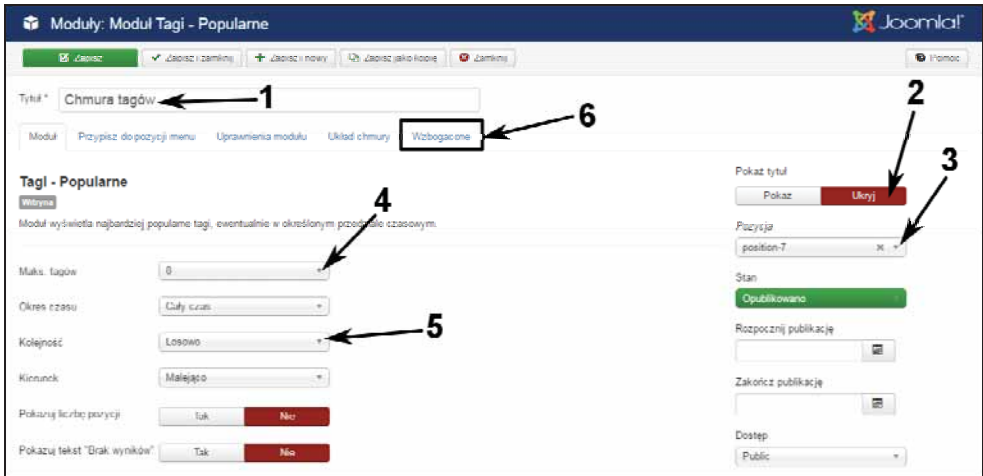 Moduły: Moduł Tagi - Popularne
Joomla!
Zapisz
Zapisz i zamknij
Zapisz i nowy
Zapisz jako kopię
Zamknij
Pomoc
Tytuł *
Chmura tagów
1
2
3
4
5
6
Moduł
Przypisz do pozycji menu
Uprawnienia modułu
Układ chmury
Wzbogacone
Tagi - Popularne
Witryna
Moduł wyświetla najbardziej popularne tagi, ewentualnie w określonym przedziale czasowym.
Maks. tagów
Okres czasu
Cały czas
Kolejność
Losowo
Kierunek
Malejąco
Pokazuj liczbę pozycji
Tak
Nie
Pokazuj tekst "Brak wyników"
Tak
Nie
Pokaż tytuł
Pokaż
Ukryj
Pozycja
position-7
Stan
Opublikowano
Rozpocznij publikację
Zakończ publikację
Dostęp
Public